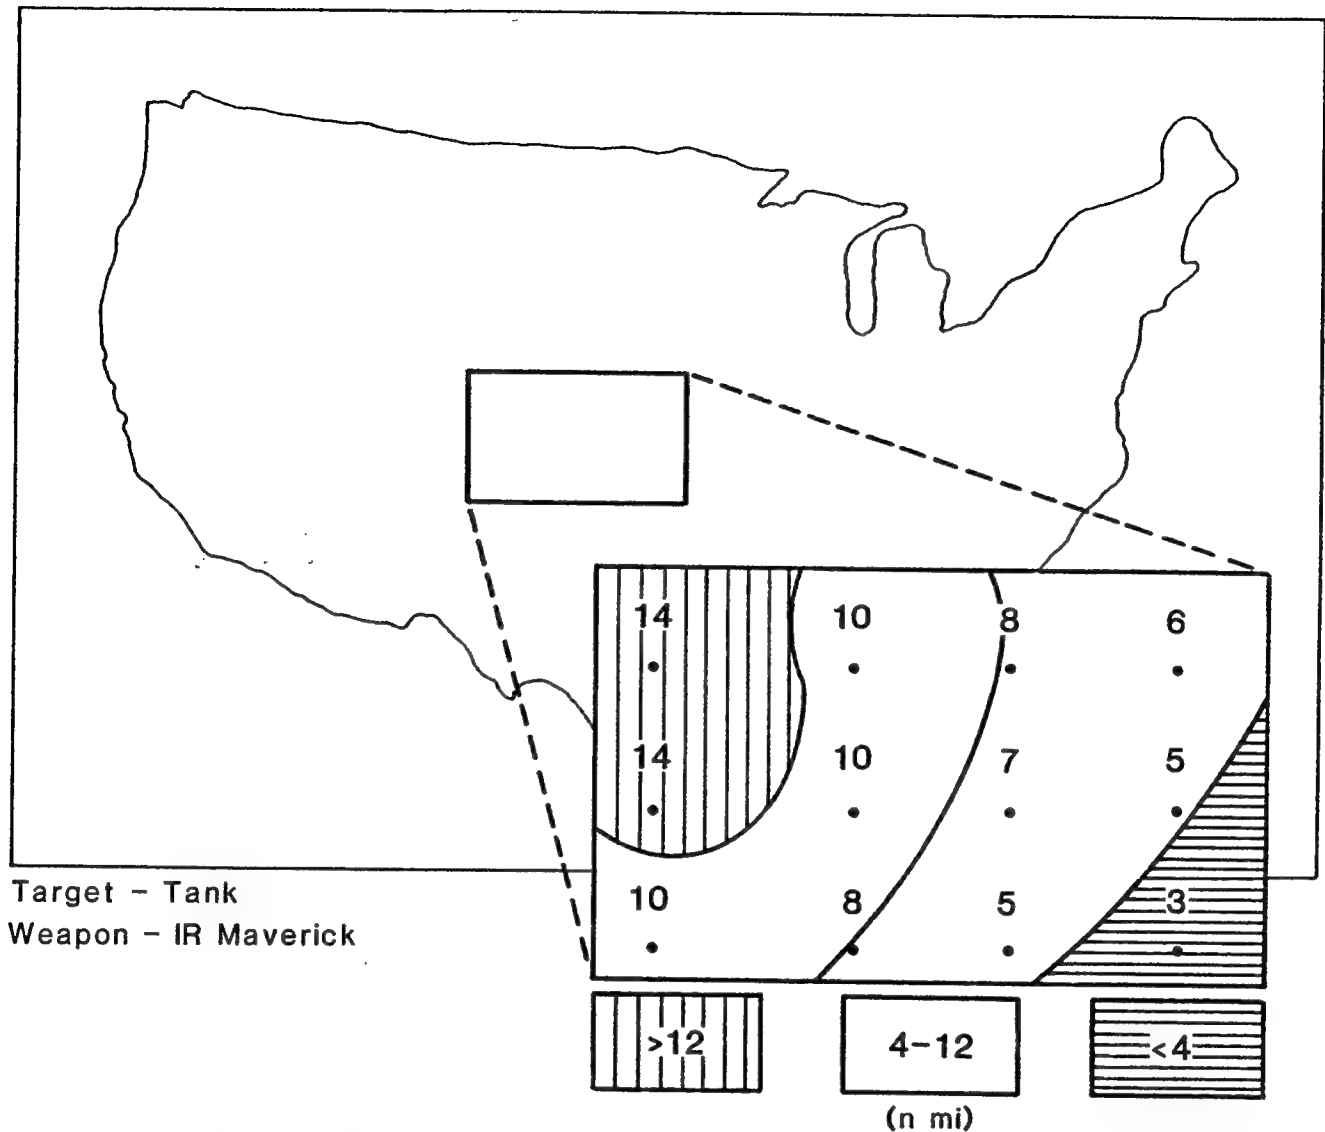 14 10 8 6
14 10 7 5
10 8 5 3
Target – Tank
Weapon – IR Maverick
>12 4–12 <4
(n mi)